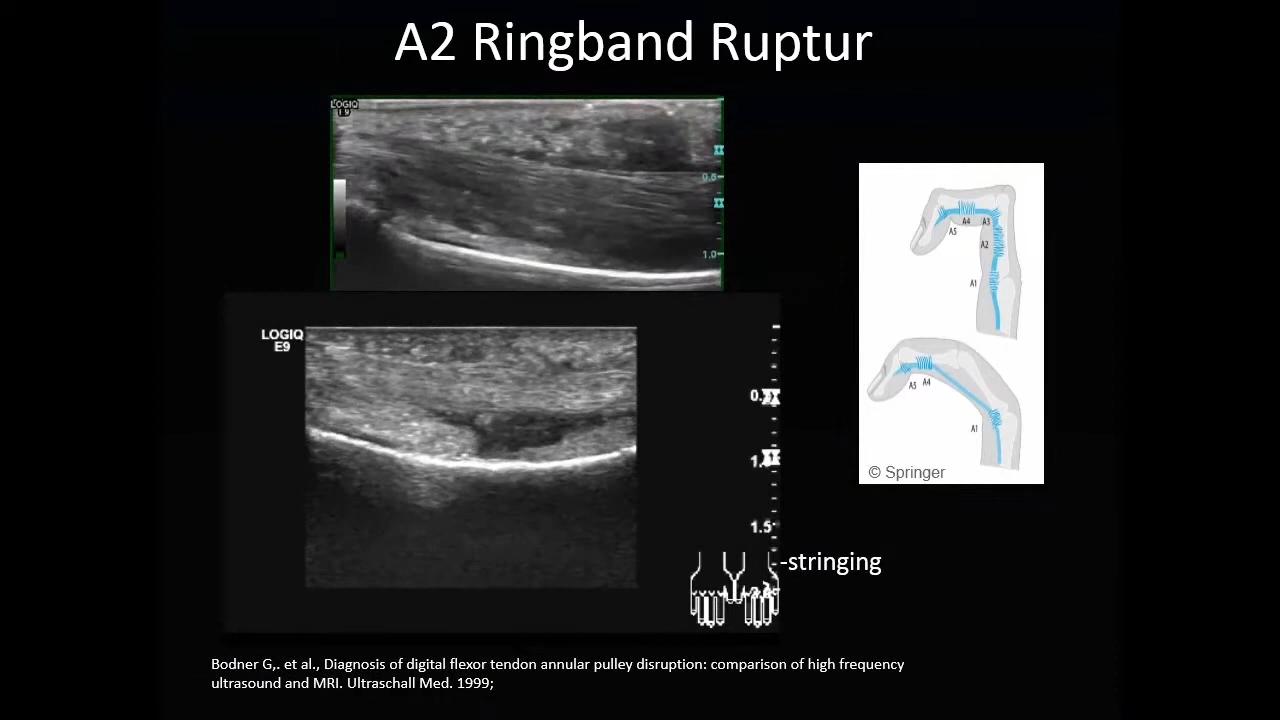 A2 Ringband Ruptur
LOGIQ
E9
0.5
1.0
A4
A3
A5
A2
A1
A5
A4
A1
© Springer
LOGIQ
E9
1.5
-stringing
Bodner G,. et al., Diagnosis of digital flexor tendon annular pulley disruption: comparison of high frequency
ultrasound and MRI. Ultraschall Med. 1999;